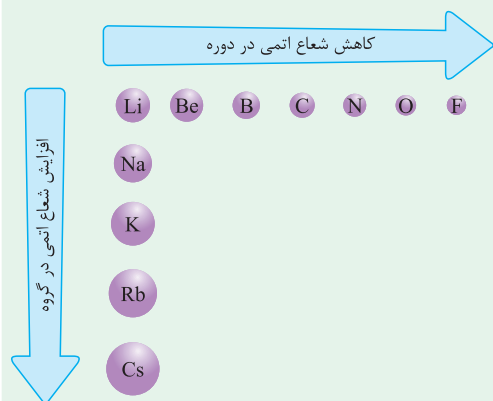 کاهش شعاع اتمی در دوره
افزایش شعاع اتمی در گروه
Li Be B C N O F
Na
K
Rb
Cs